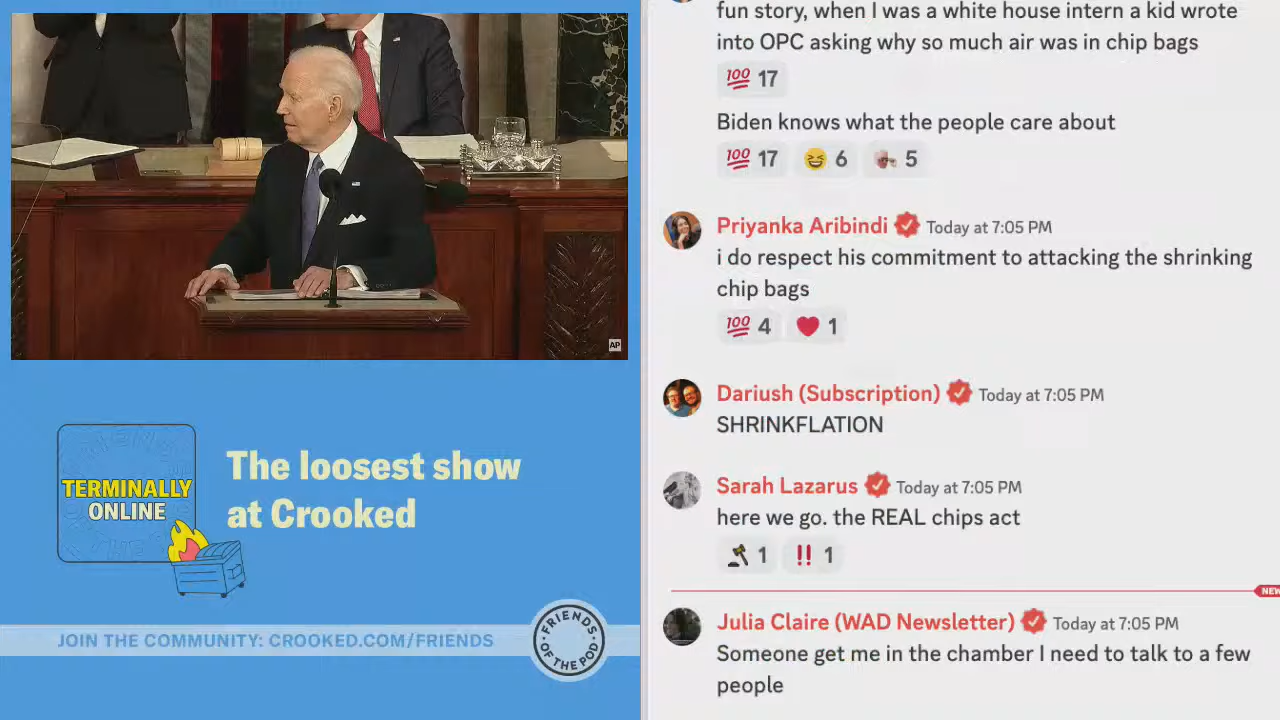 AP
TERMINALLY
ONLINE
The loosest show
at Crooked
JOIN THE COMMUNITY: CROOKED.COM/FRIENDS
FRIENDS
OF THE POD
fun story, when I was a white house intern a kid wrote
into OPC asking why so much air was in chip bags
100 17
Biden knows what the people care about
100 17 6 5
Priyanka Aribindi Today at 7:05 PM
i do respect his commitment to attacking the shrinking
chip bags
100 4 1
Dariush (Subscription) Today at 7:05 PM
SHRINKFLATION
Sarah Lazarus Today at 7:05 PM
here we go. the REAL chips act
1 !! 1
NEW
Julia Claire (WAD Newsletter) Today at 7:05 PM
Someone get me in the chamber I need to talk to a few
people